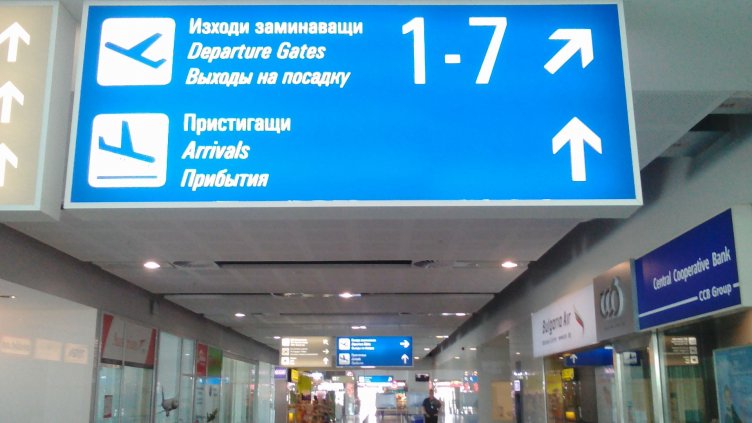 Изходи заминаващи
Departure Gates
Выходы на посадку
1-7
Пристигащи
Arrivals
Прибытия
Central Cooperative Bank
CCB Group
Bulgaria Air